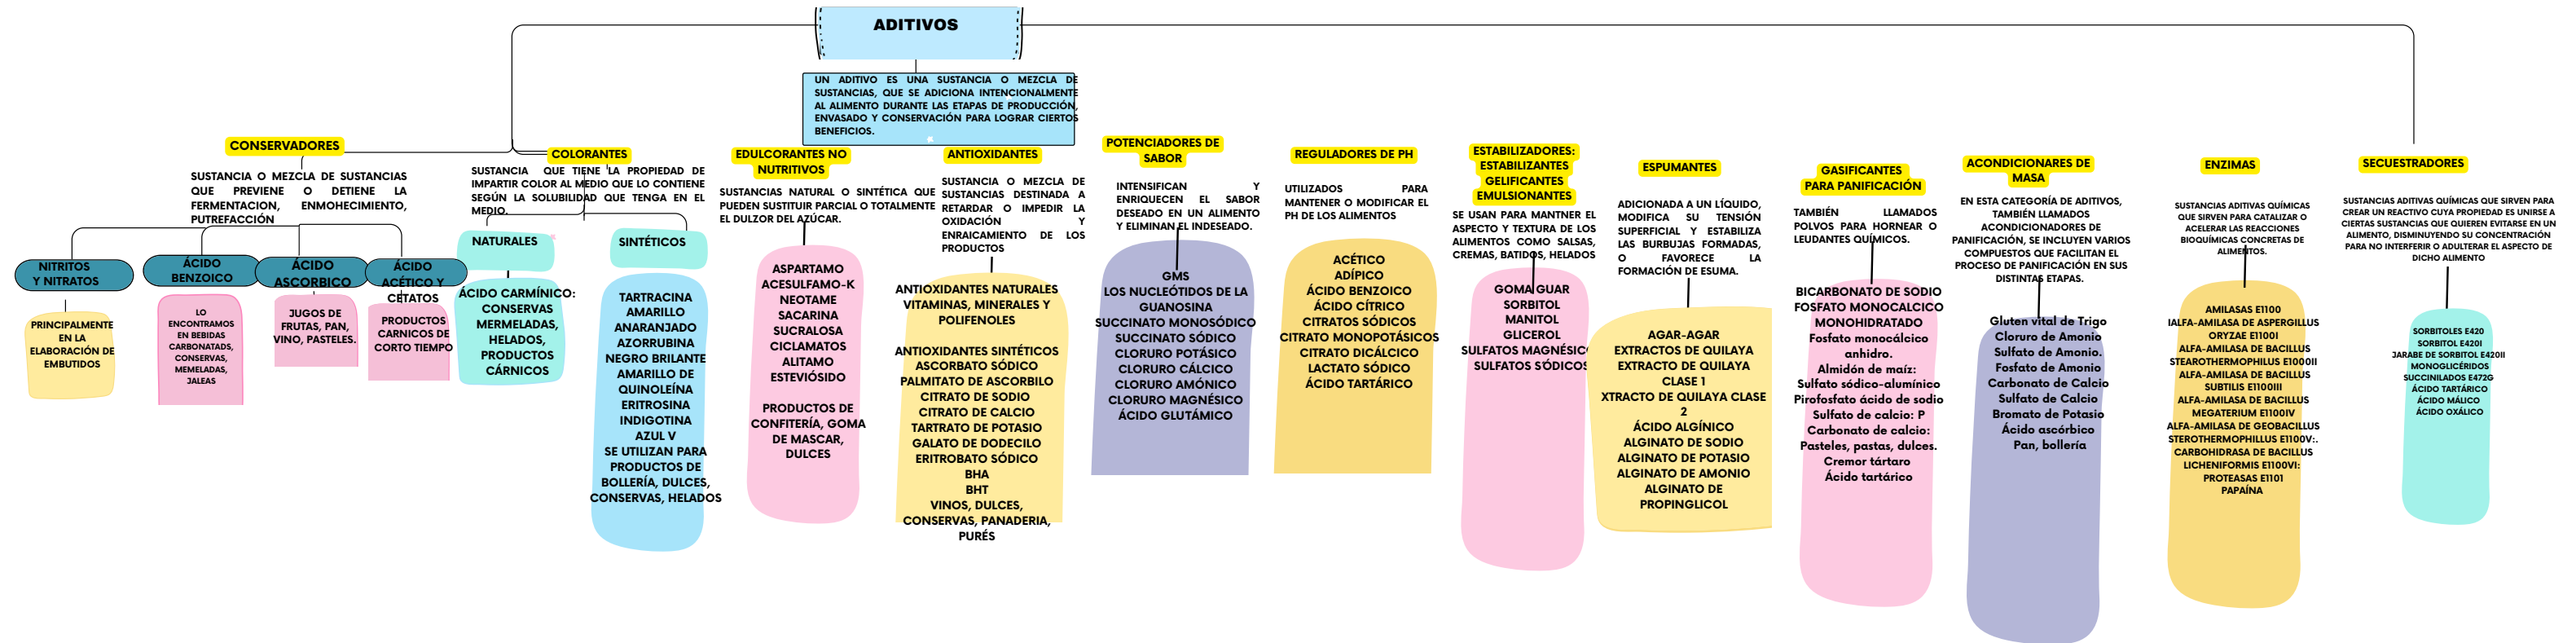 ADITIVOS
UN ADITIVO ES UNA SUSTANCIA O MEZCLA DE
SUSTANCIAS, QUE SE ADICIONA INTENCIONALMENTE
AL ALIMENTO DURANTE LAS ETAPAS DE PRODUCCIÓN,
ENVASADO Y CONSERVACIÓN PARA LOGRAR CIERTOS
BENEFICIOS.
CONSERVADORES
SUSTANCIA O MEZCLA DE SUSTANCIAS
QUE PREVIENE O DETIENE LA
FERMENTACION, ENMOHECIMIENTO,
PUTREFACCIÓN
NITRITOS
Y NITRATOS
PRINCIPALMENTE
EN LA
ELABORACIÓN DE
EMBUTIDOS
ÁCIDO
BENZOICO
LO
ENCONTRAMOS
EN BEBIDAS
CARBONATADS,
CONSERVAS,
MEMELADAS,
JALEAS
ÁCIDO
ASCORBICO
JUGOS DE
FRUTAS, PAN,
VINO, PASTELES.
ÁCIDO
ACÉTICO Y
CETATOS
PRODUCTOS
CARNICOS DE
CORTO TIEMPO
COLORANTES
SUSTANCIA QUE TIENE LA PROPIEDAD DE
IMPARTIR COLOR AL MEDIO QUE LO CONTIENE
SEGÚN LA SOLUBILIDAD QUE TENGA EN EL
MEDIO.
NATURALES
ÁCIDO CARMÍNICO:
CONSERVAS
MERMELADAS,
HELADOS,
PRODUCTOS
CÁRNICOS
SINTÉTICOS
TARTRACINA
AMARILLO
ANARANJADO
AZORRUBINA
NEGRO BRILANTE
AMARILLO DE
QUINOLEÍNA
ERITROSINA
INDIGOTINA
AZUL V
SE UTILIZAN PARA
PRODUCTOS DE
BOLLERÍA, DULCES,
CONSERVAS, HELADOS
EDULCORANTES NO
NUTRITIVOS
SUSTANCIAS NATURAL O SINTÉTICA QUE
PUEDEN SUSTITUIR PARCIAL O TOTALMENTE
EL DULZOR DEL AZÚCAR.
ASPARTAMO
ACESULFAMO-K
NEOTAME
SACARINA
SUCRALOSA
CICLAMATOS
ALITAMO
ESTEVIÓSIDO
PRODUCTOS DE
CONFITERÍA, GOMA
DE MASCAR,
DULCES
ANTIOXIDANTES
SUSTANCIA O MEZCLA DE
SUSTANCIAS DESTINADA A
RETARDAR O IMPEDIR LA
OXIDACIÓN Y
ENRAICAMIENTO DE LOS
PRODUCTOS
ANTIOXIDANTES NATURALES
VITAMINAS, MINERALES Y
POLIFENOLES
ANTIOXIDANTES SINTÉTICOS
ASCORBATO SÓDICO
PALMITATO DE ASCORBILO
CITRATO DE SODIO
CITRATO DE CALCIO
TARTRATO DE POTASIO
GALATO DE DODECILO
ERITROBATO SÓDICO
BHA
BHT
VINOS, DULCES,
CONSERVAS, PANADERIA,
PURÉS
POTENCIADORES DE
SABOR
INTENSIFICAN Y
ENRIQUECEN EL SABOR
DESEADO EN UN ALIMENTO
Y ELIMINAN EL INDESEADO.
GMS
LOS NUCLEÓTIDOS DE LA
GUANOSINA
SUCCINATO MONOSÓDICO
SUCCINATO SÓDICO
CLORURO POTÁSICO
CLORURO CÁLCICO
CLORURO AMÓNICO
CLORURO MAGNÉSICO
ÁCIDO GLUTÁMICO
REGULADORES DE PH
UTILIZADOS PARA
MANTENER O MODIFICAR EL
PH DE LOS ALIMENTOS
ACÉTICO
ADÍPICO
ÁCIDO BENZOICO
ÁCIDO CÍTRICO
CITRATOS SÓDICOS
CITRATO MONOPOTÁSICOS
CITRATO DICÁLCICO
LACTATO SÓDICO
ÁCIDO TARTÁRICO
ESTABILIZADORES:
ESTABILIZANTES
GELIFICANTES
EMULSIONANTES
SE USAN PARA MANTNER EL
ASPECTO Y TEXTURA DE LOS
ALIMENTOS COMO SALSAS,
CREMAS, BATIDOS, HELADOS
GOMA GUAR
SORBITOL
MANITOL
GLICEROL
SULFATOS MAGNÉSICO
SULFATOS SÓDICOS
ESPUMANTES
ADICIONADA A UN LÍQUIDO,
MODIFICA SU TENSIÓN
SUPERFICIAL Y ESTABILIZA
LAS BURBUJAS FORMADAS,
O FAVORECE LA
FORMACIÓN DE ESUMA.
AGAR-AGAR
EXTRACTOS DE QUILAYA
EXTRACTO DE QUILAYA
CLASE 1
XTRACTO DE QUILAYA CLASE
2
ÁCIDO ALGÍNICO
ALGINATO DE SODIO
ALGINATO DE POTASIO
ALGINATO DE AMONIO
ALGINATO DE
PROPINGLICOL
GASIFICANTES
PARA PANIFICACIÓN
TAMBIÉN LLAMADOS
POLVOS PARA HORNEAR O
LEUDANTES QUÍMICOS.
BICARBONATO DE SODIO
FOSFATO MONOCALCICO
MONOHIDRATADO
Fosfato monocálcico
anhidro.
Almidón de maíz:
Sulfato sódico-alumínico
Pirofosfato ácido de sodio
Sulfato de calcio: P
Carbonato de calcio:
Pasteles, pastas, dulces.
Cremor tártaro
Ácido tartárico
ACONDICIONARES DE
MASA
EN ESTA CATEGORÍA DE ADITIVOS,
TAMBIÉN LLAMADOS
ACONDICIONADORES DE
PANIFICACIÓN, SE INCLUYEN VARIOS
COMPUESTOS QUE FACILITAN EL
PROCESO DE PANIFICACIÓN EN SUS
DISTINTAS ETAPAS.
Gluten vital de Trigo
Cloruro de Amonio
Sulfato de Amonio.
Fosfato de Amonio
Carbonato de Calcio
Sulfato de Calcio
Bromato de Potasio
Ácido ascórbico
Pan, bollería
ENZIMAS
SUSTANCIAS ADITIVAS QUÍMICAS
QUE SIRVEN PARA CATALIZAR O
ACELERAR LAS REACCIONES
BIOQUÍMICAS CONCRETAS DE
ALIMENTOS.
AMILASAS E1100
IALFA-AMILASA DE ASPERGILLUS
ORYZAE E1100I
ALFA-AMILASA DE BACILLUS
STEAROTHERMOPHILUS E1000II
ALFA-AMILASA DE BACILLUS
SUBTILIS E1100III
ALFA-AMILASA DE BACILLUS
MEGATERIUM E1100IV
ALFA-AMILASA DE GEOBACILLUS
STEROTHERMOPHILLUS E1100V:.
CARBOHIDRASA DE BACILLUS
LICHENIFORMIS E1100VI:
PROTEASAS E1101
PAPAÍNA
SECUESTRADORES
SUSTANCIAS ADITIVAS QUÍMICAS QUE SIRVEN PARA
CREAR UN REACTIVO CUYA PROPIEDAD ES UNIRSE A
CIERTAS SUSTANCIAS QUE QUIEREN EVITARSE EN UN
ALIMENTO, DISMINUYENDO SU CONCENTRACIÓN
PARA NO INTERFERIR O ADULTERAR EL ASPECTO DE
DICHO ALIMENTO
SORBITOLES E420
SORBITOL E420I
JARABE DE SORBITOL E420II
MONOGLICÉRIDOS
SUCCINILADOS E472G
ÁCIDO TARTÁRICO
ÁCIDO MÁLICO
ÁCIDO OXÁLICO